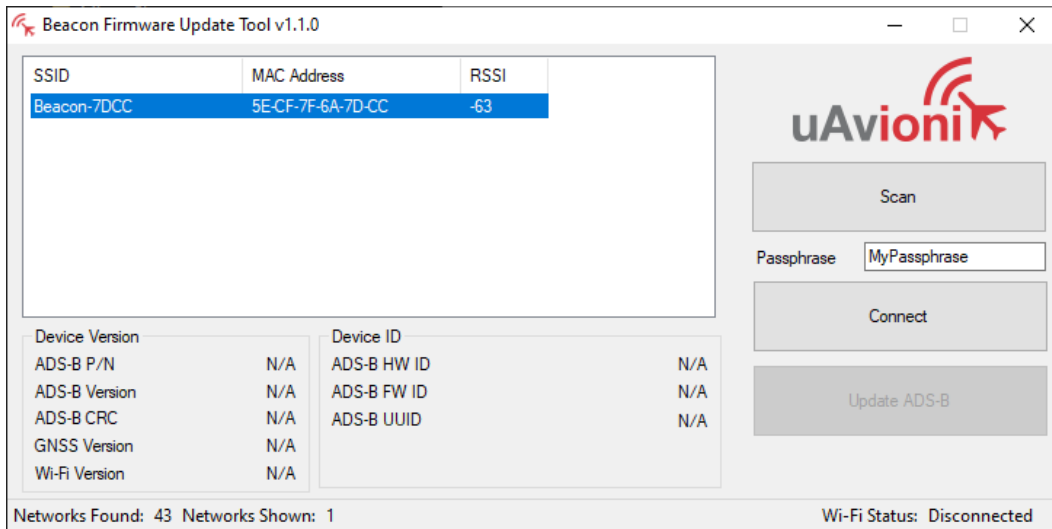 Beacon Firmware Update Tool v1.1.0
SSID MAC Address RSSI
Beacon-7DCC 5E-CF-7F-6A-7D-CC -63
uAvionix
Scan
Passphrase MyPassphrase
Connect
Update ADS-B
Device Version
ADS-B P/N N/A
ADS-B Version N/A
ADS-B CRC N/A
GNSS Version N/A
Wi-Fi Version N/A
Device ID
ADS-B HW ID N/A
ADS-B FW ID N/A
ADS-B UUID N/A
Networks Found: 43 Networks Shown: 1
Wi-Fi Status: Disconnected